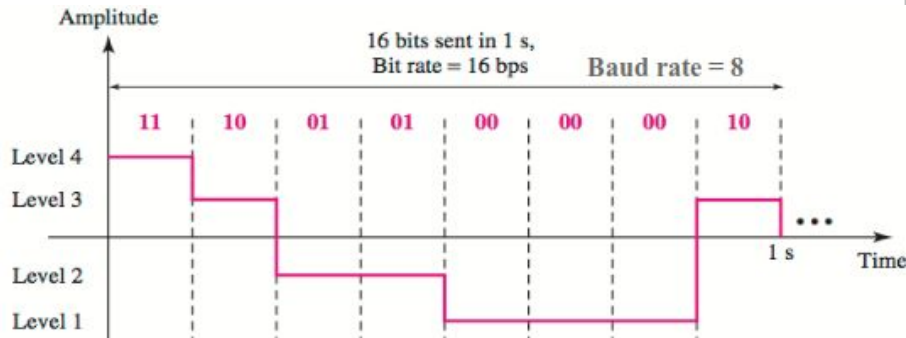 Amplitude
16 bits sent in 1 s,
Bit rate = 16 bps
Baud rate = 8
11 10 01 01 00 00 00 10
Level 4
Level 3
...
1 s
Time
Level 2
Level 1